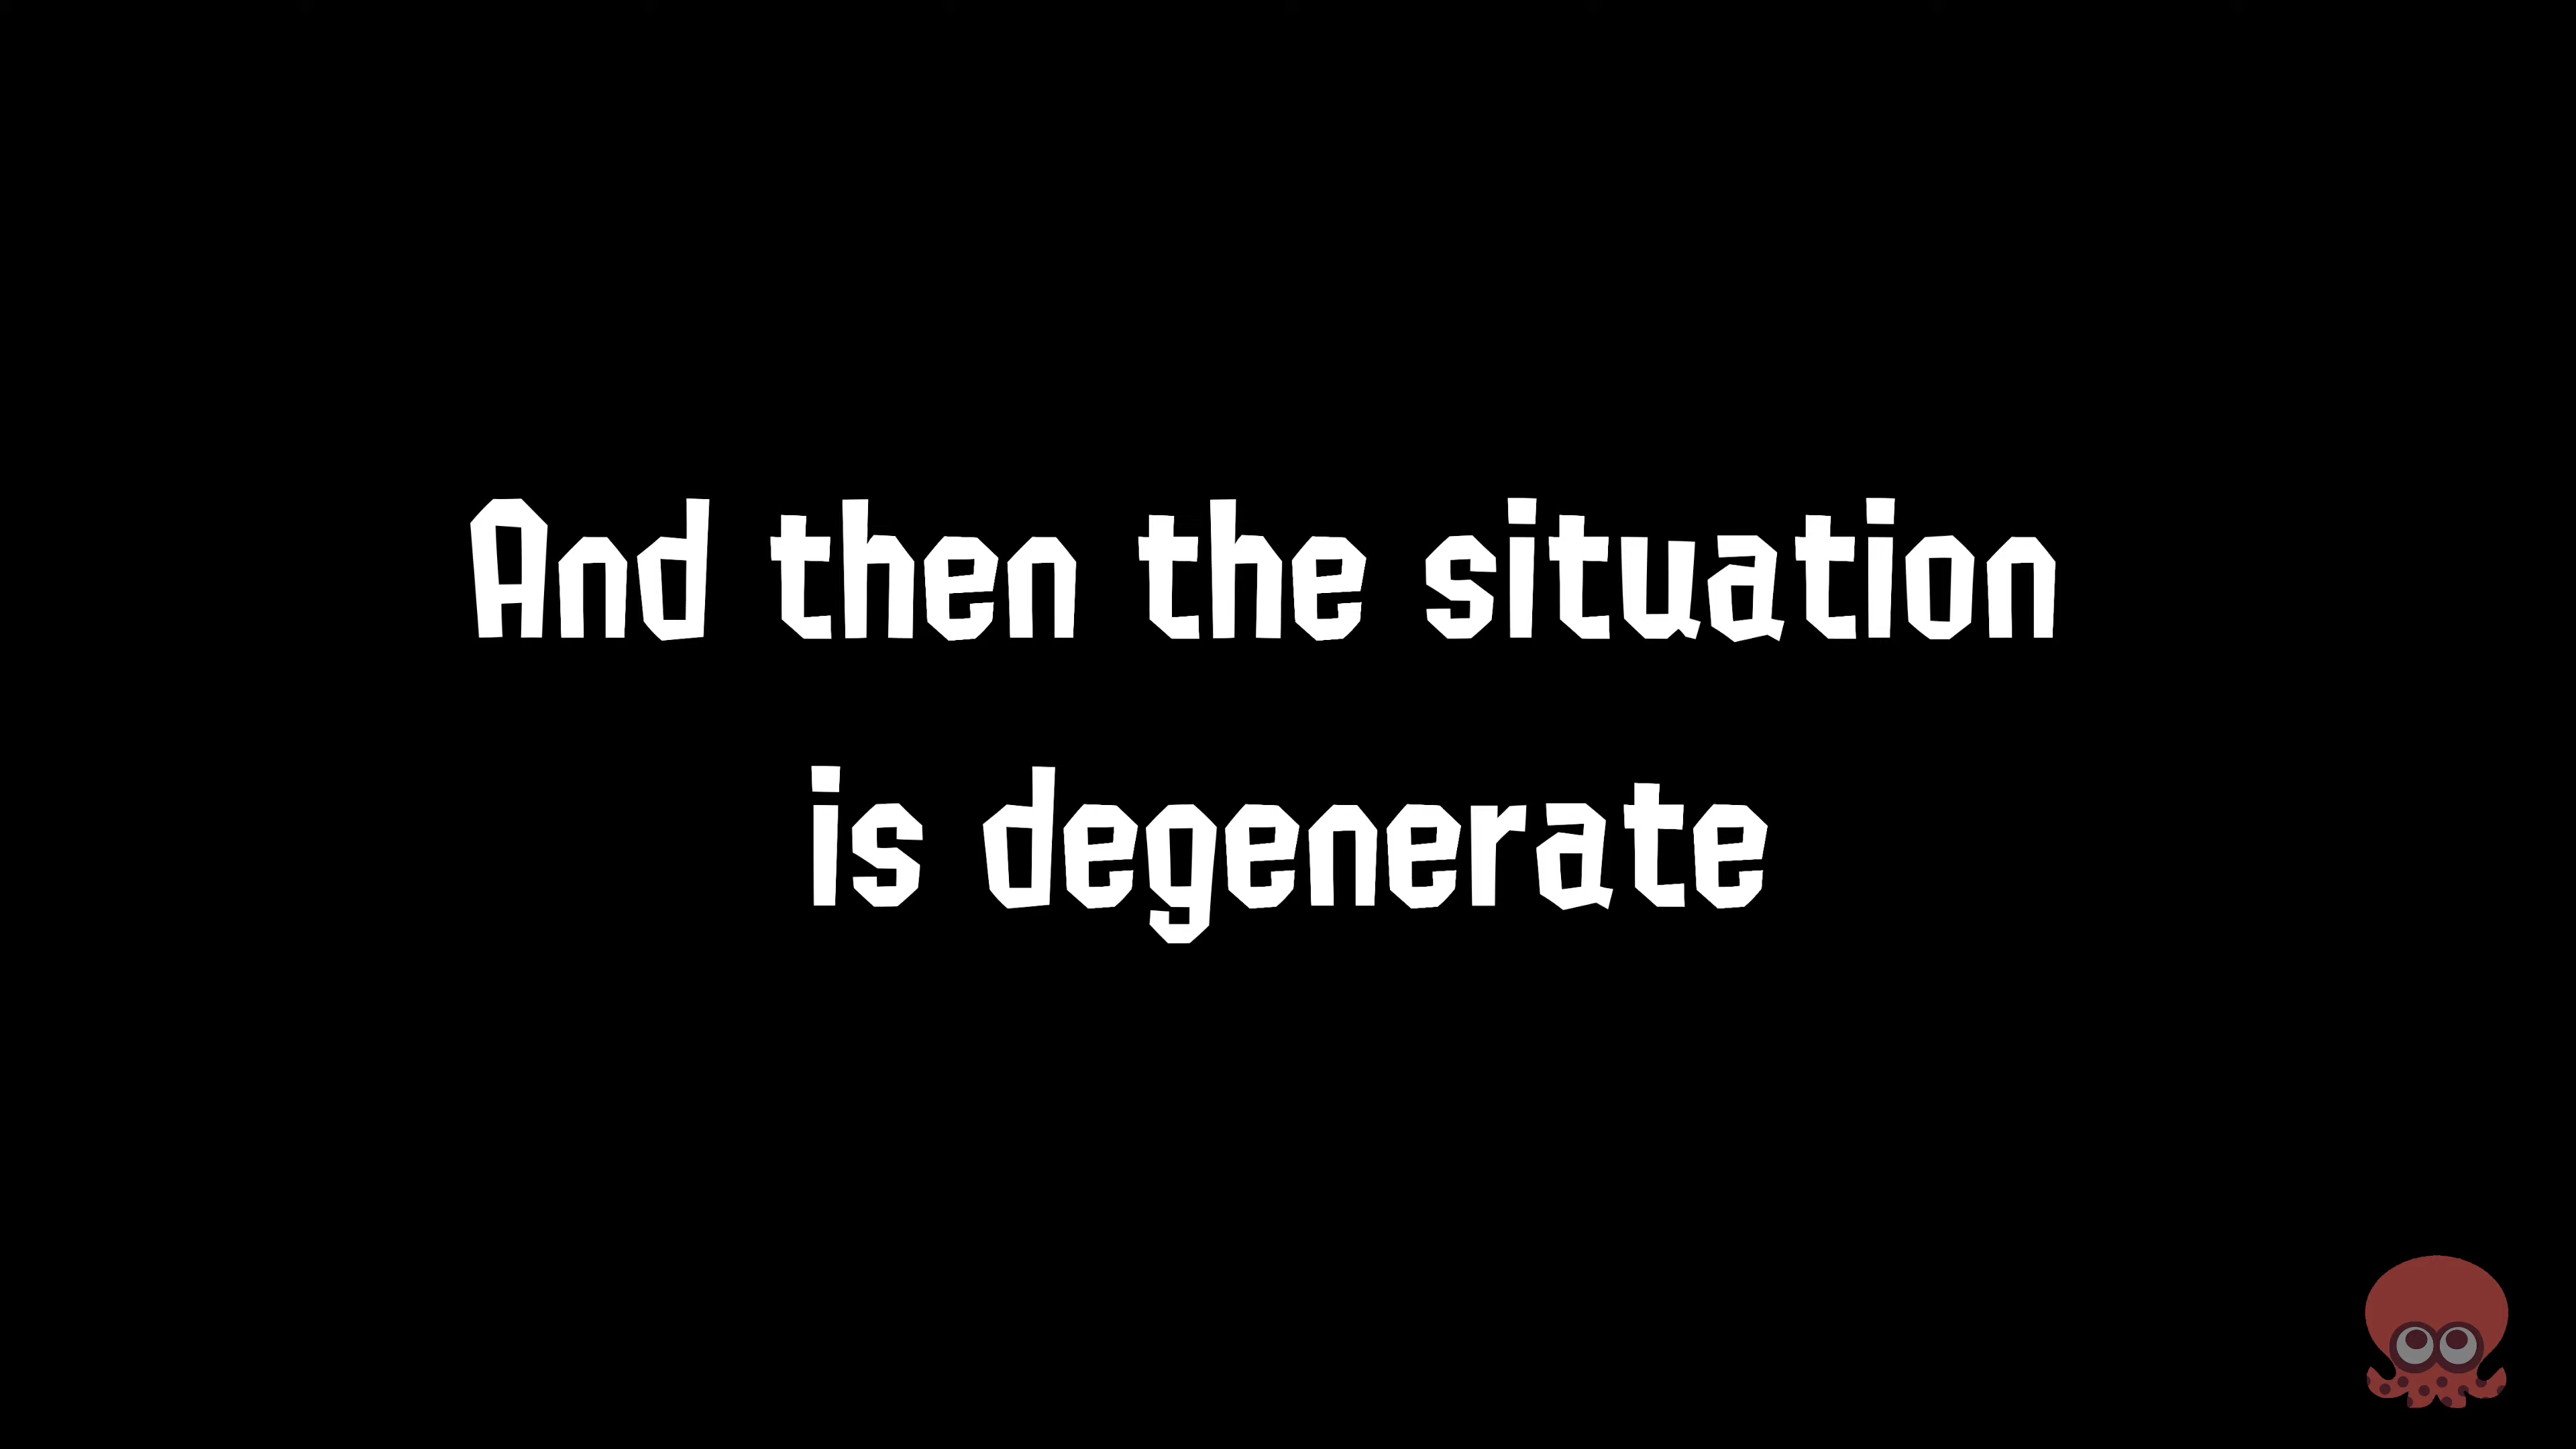 And then the situation
is degenerate